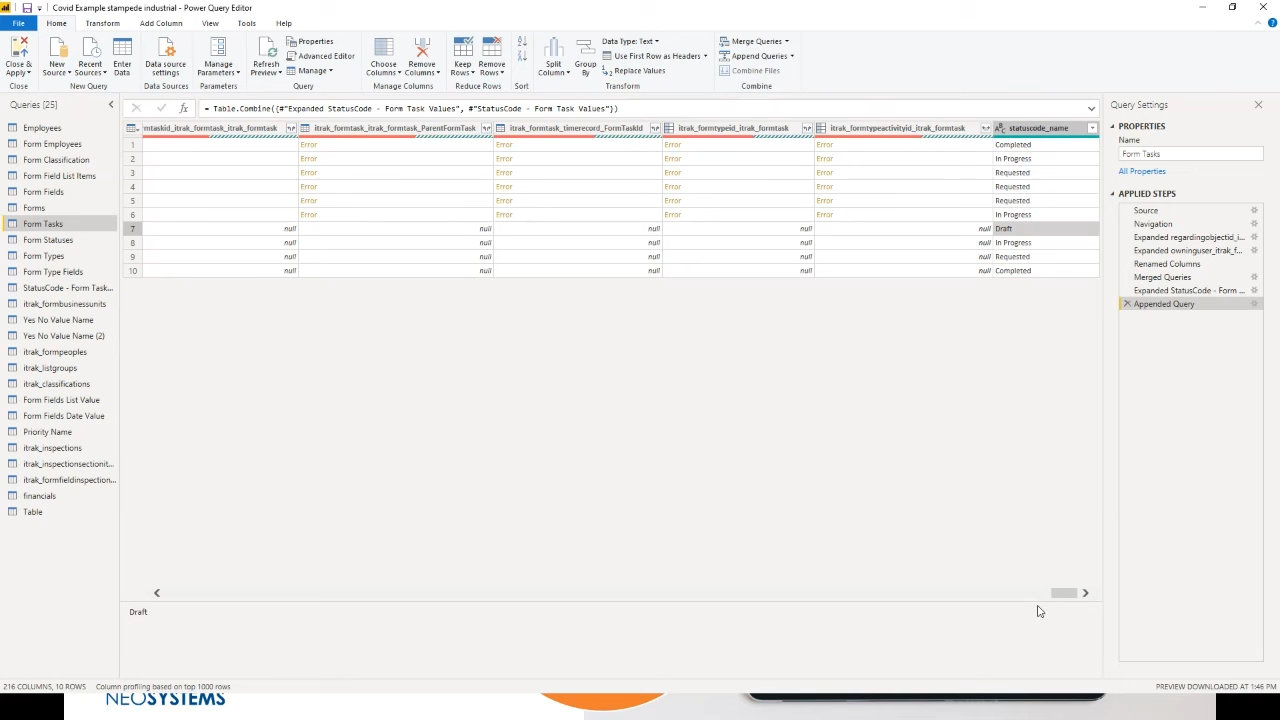 Covid Example stampede industrial - Power Query Editor
File Home Transform Add Column View Tools Help
Close & Apply
New Source
Recent Sources
Enter Data
Data source settings
Manage Parameters
Refresh Preview
Properties
Advanced Editor
Manage
Choose Columns
Remove Columns
Keep Rows
Remove Rows
Split Column
Group By
Data Type: Text
Use First Row as Headers
Replace Values
Merge Queries
Append Queries
Combine Files
Close New Query Data Sources Parameters Query Manage Columns Reduce Rows Sort Transform Combine
Queries [25]
= Table.Combine({#"Expanded StatusCode - Form Task Values", #"StatusCode - Form Task Values"})
Query Settings
Employees
Form Employees
Form Classification
Form Field List Items
Form Fields
Forms
Form Tasks
Form Statuses
Form Types
Form Type Fields
StatusCode - Form Task...
itrak_formbusinessunits
Yes No Value Name
Yes No Value Name (2)
itrak_formpeoples
itrak_listgroups
itrak_classifications
Form Fields List Value
Form Fields Date Value
Priority Name
itrak_inspections
itrak_inspectionsectionit...
itrak_formfieldinspection...
financials
Table
mtaskid_itrak_formtask_itrak_formtask itrak_formtask_itrak_formtask_ParentFormTask itrak_formtask_timerecord_FormTaskId itrak_formtypeid_itrak_formtask itrak_formtypeactivityid_itrak_formtask statuscode_name
1 Error Error Error Error Completed
2 Error Error Error Error In Progress
3 Error Error Error Error Requested
4 Error Error Error Error Requested
5 Error Error Error Error Requested
6 Error Error Error Error In Progress
7 null null null null null Draft
8 null null null null null In Progress
9 null null null null null Requested
10 null null null null null Completed
PROPERTIES
Name
Form Tasks
All Properties
APPLIED STEPS
Source
Navigation
Expanded regardingobjectid_i...
Expanded owninguser_itrak_f...
Renamed Columns
Merged Queries
Expanded StatusCode - Form ...
Appended Query
Draft
216 COLUMNS, 10 ROWS Column profiling based on top 1000 rows PREVIEW DOWNLOADED AT 1:46 PM
NEOSYSTEMS